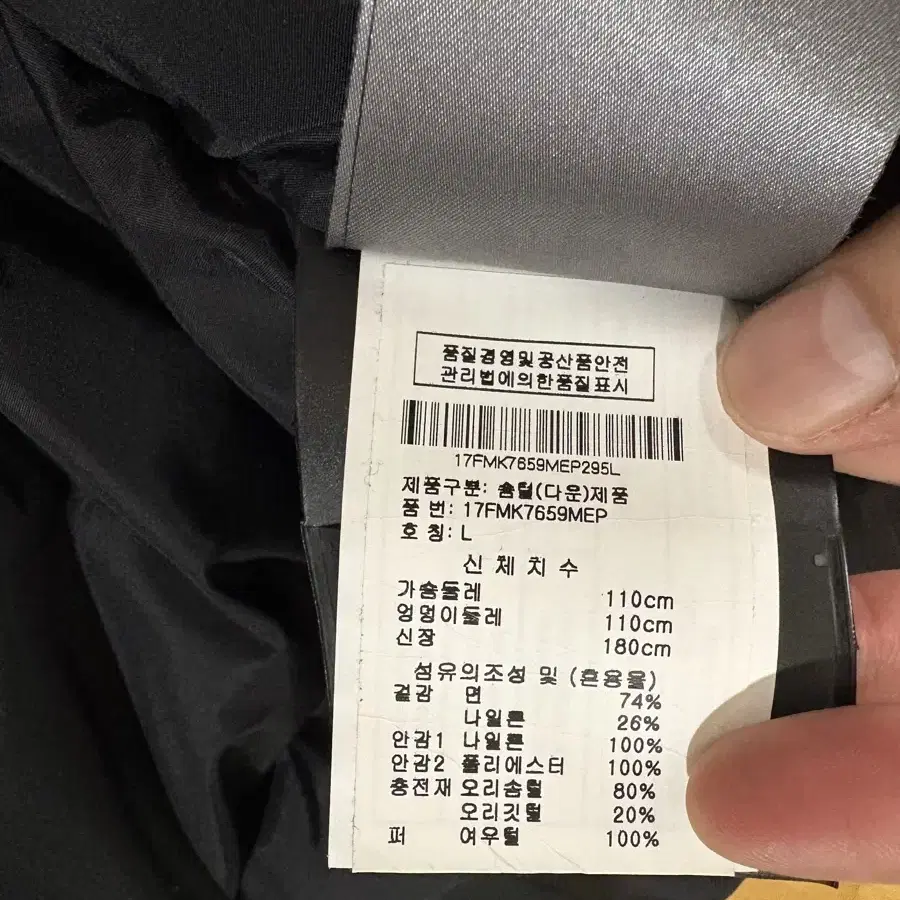 품질경영및공산품안전
관리법에의한품질표시
17FMK7659MEP295L
제품구분: 솜털(다운)제품
품 번: 17FMK7659MEP
호 칭: L
신 체 치 수
가슴둘레 110cm
엉덩이둘레 110cm
신장 180cm
섬유의조성 및 (혼용율)
겉감 면 74%
나일론 26%
안감1 나일론 100%
안감2 폴리에스터 100%
충전재 오리솜털 80%
오리깃털 20%
퍼 여우털 100%